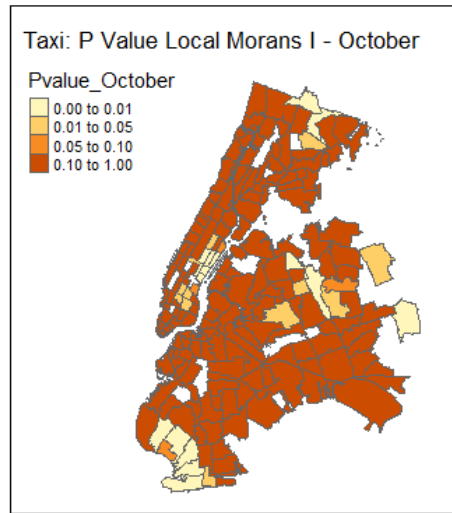 Taxi: P Value Local Morans I - October
Pvalue_October
0.00 to 0.01
0.01 to 0.05
0.05 to 0.10
0.10 to 1.00